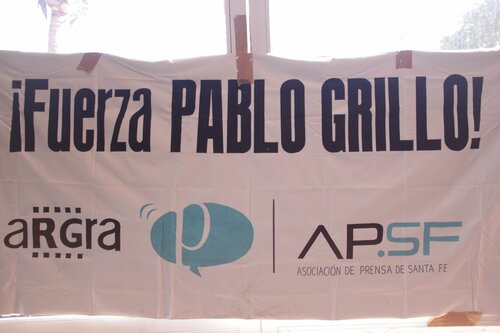 ¡Fuerza PABLO GRILLO!
aRGra
p
AP.SF
ASOCIACIÓN DE PRENSA DE SANTA FE